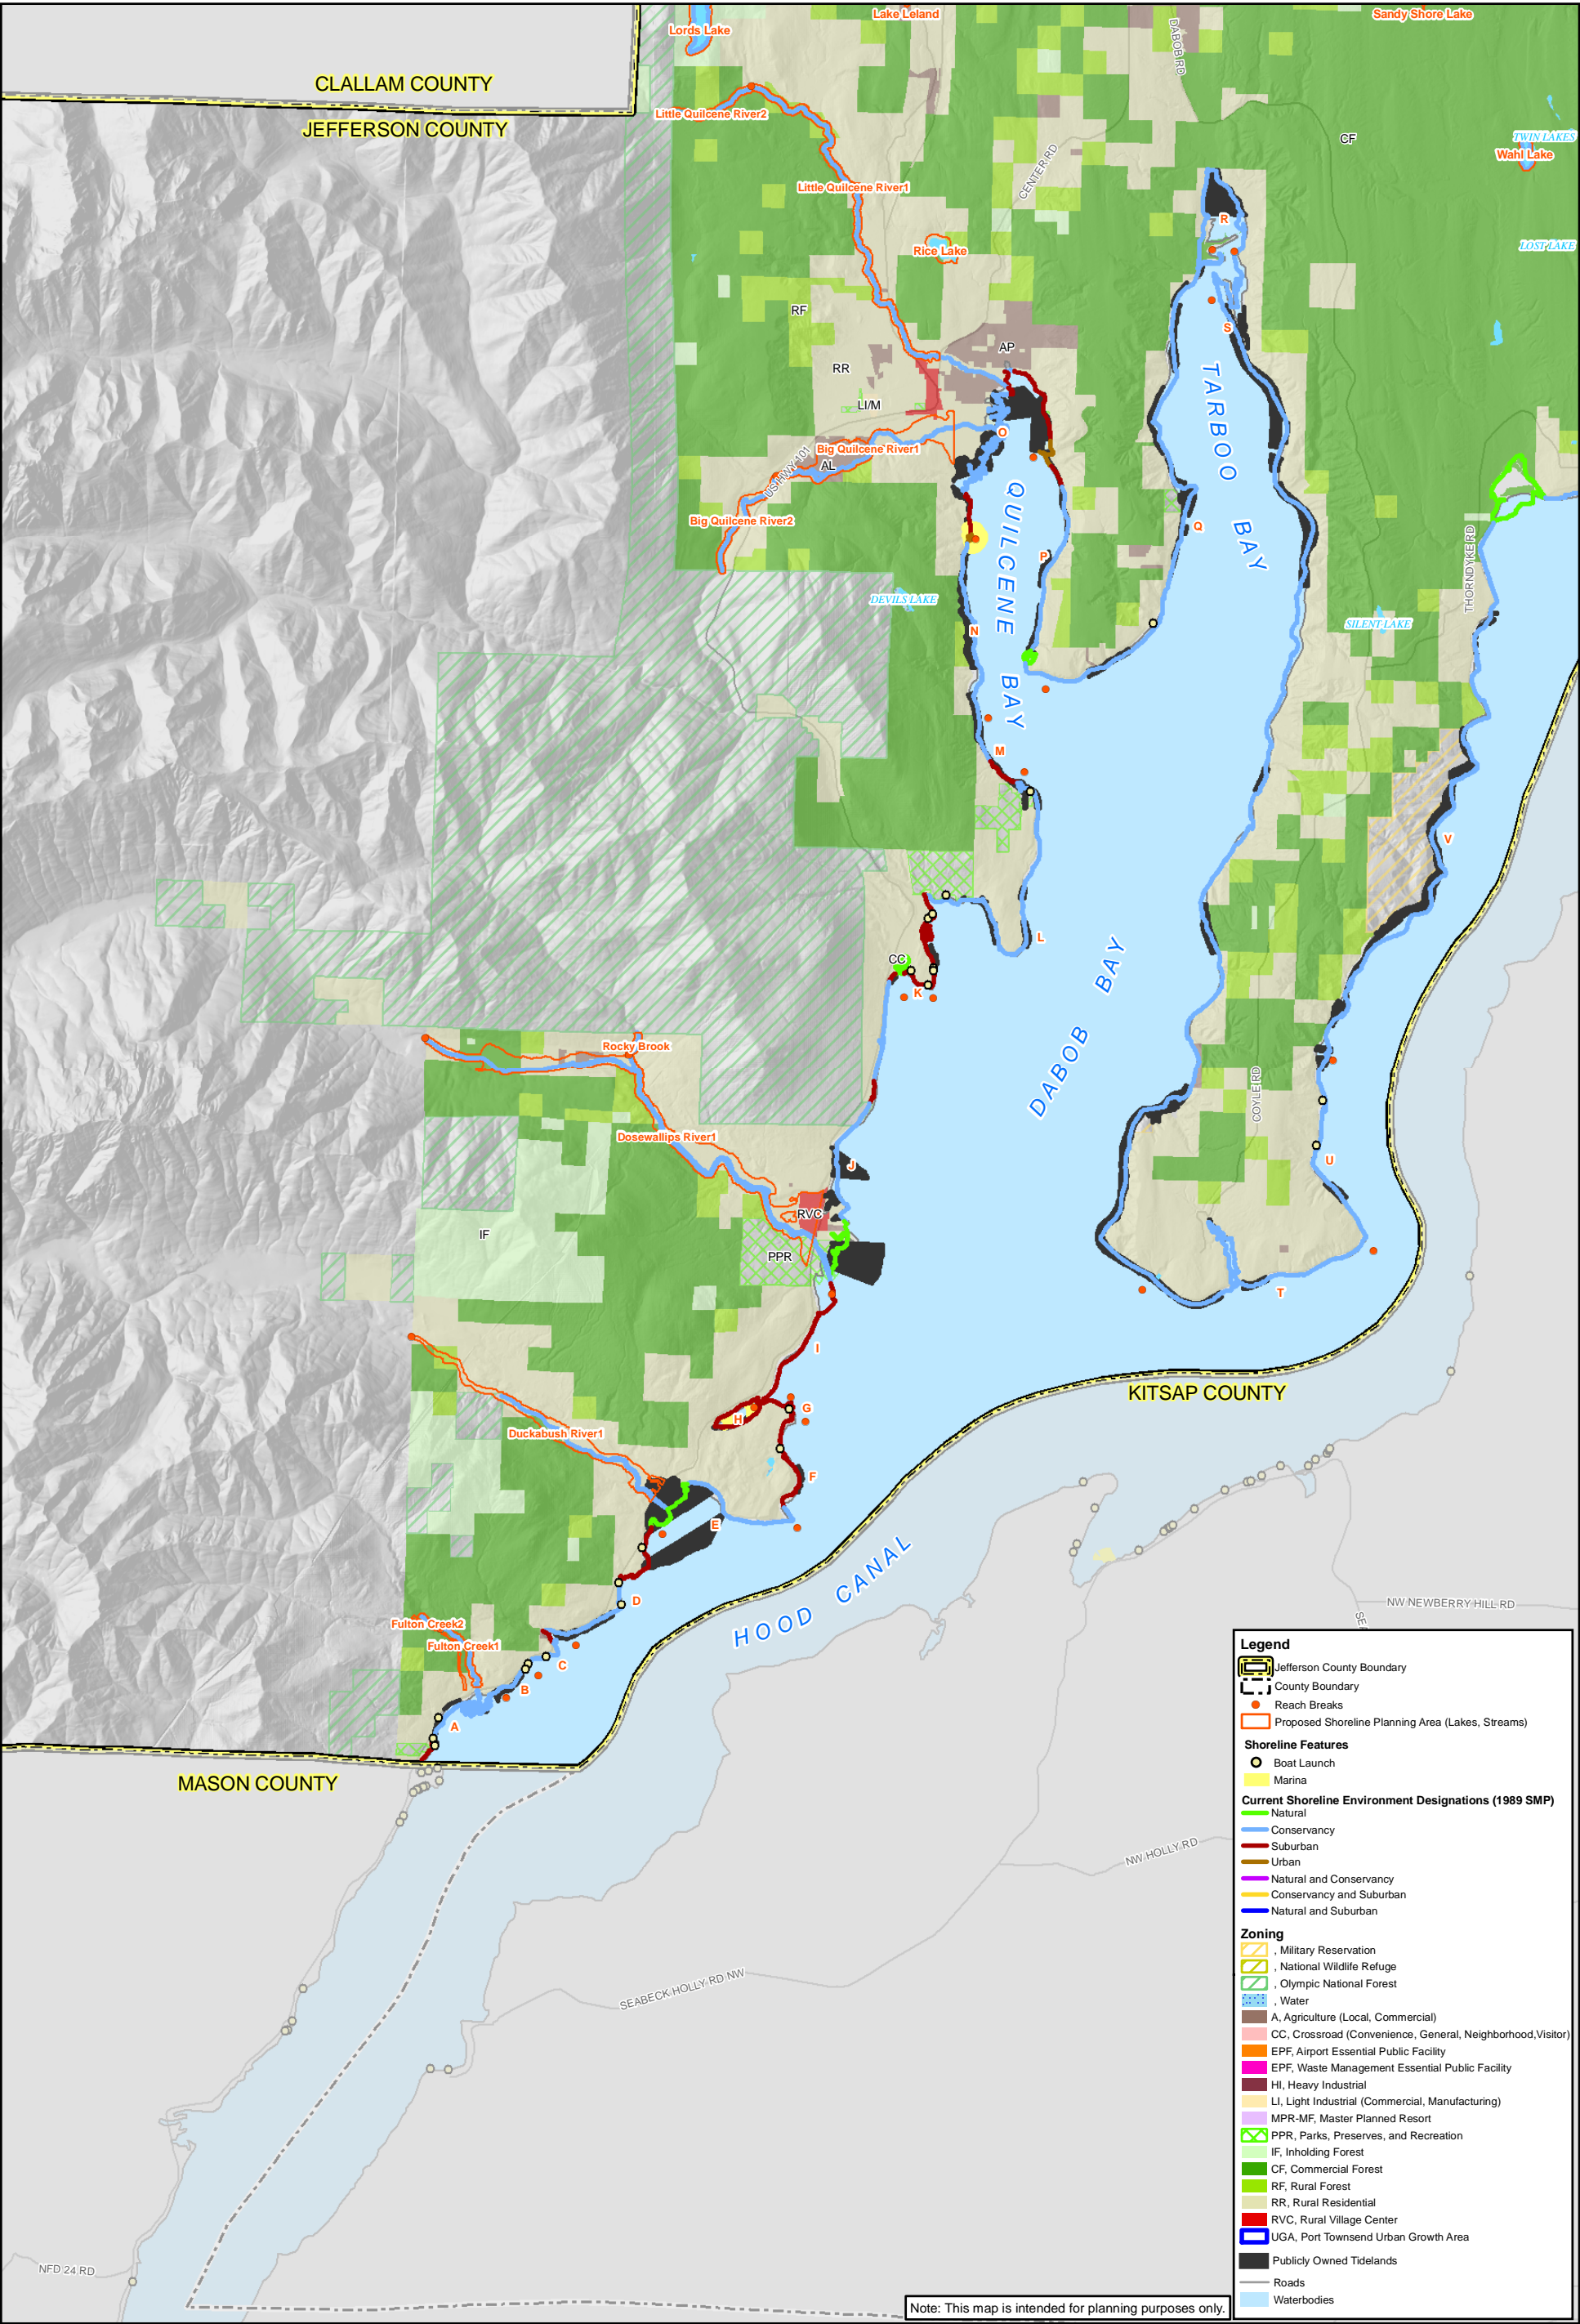 Lords Lake
Lake Leland
Sandy Shore Lake
DABOB RD
CLALLAM COUNTY
JEFFERSON COUNTY
Little Quilcene River2
CF
TWIN LAKES
Wahl Lake
CENTER RD
Little Quilcene River1
R
Rice Lake
LOST LAKE
RF
S
AP
RR
LI/M
TARBOO BAY
O
Big Quilcene River1
AL
US HWY 101
QUILCENE BAY
Big Quilcene River2
Q
P
THORNDYKE RD
DEVILS LAKE
SILENT LAKE
N
M
V
L
CC
K
DABOB BAY
Rocky Brook
COYLE RD
Dosewallips River1
J
U
RVC
IF
PPR
T
I
KITSAP COUNTY
G
H
Duckabush River1
F
E
HOOD CANAL
D
NW NEWBERRY HILL RD
SE
Fulton Creek2
Fulton Creek1
C
B
A
MASON COUNTY
NW HOLLY RD
SEABECK HOLLY RD NW
NFD 24 RD
Note: This map is intended for planning purposes only.
Legend
Jefferson County Boundary
County Boundary
Reach Breaks
Proposed Shoreline Planning Area (Lakes, Streams)
Shoreline Features
Boat Launch
Marina
Current Shoreline Environment Designations (1989 SMP)
Natural
Conservancy
Suburban
Urban
Natural and Conservancy
Conservancy and Suburban
Natural and Suburban
Zoning
, Military Reservation
, National Wildlife Refuge
, Olympic National Forest
, Water
A, Agriculture (Local, Commercial)
CC, Crossroad (Convenience, General, Neighborhood,Visitor)
EPF, Airport Essential Public Facility
EPF, Waste Management Essential Public Facility
HI, Heavy Industrial
LI, Light Industrial (Commercial, Manufacturing)
MPR-MF, Master Planned Resort
PPR, Parks, Preserves, and Recreation
IF, Inholding Forest
CF, Commercial Forest
RF, Rural Forest
RR, Rural Residential
RVC, Rural Village Center
UGA, Port Townsend Urban Growth Area
Publicly Owned Tidelands
Roads
Waterbodies